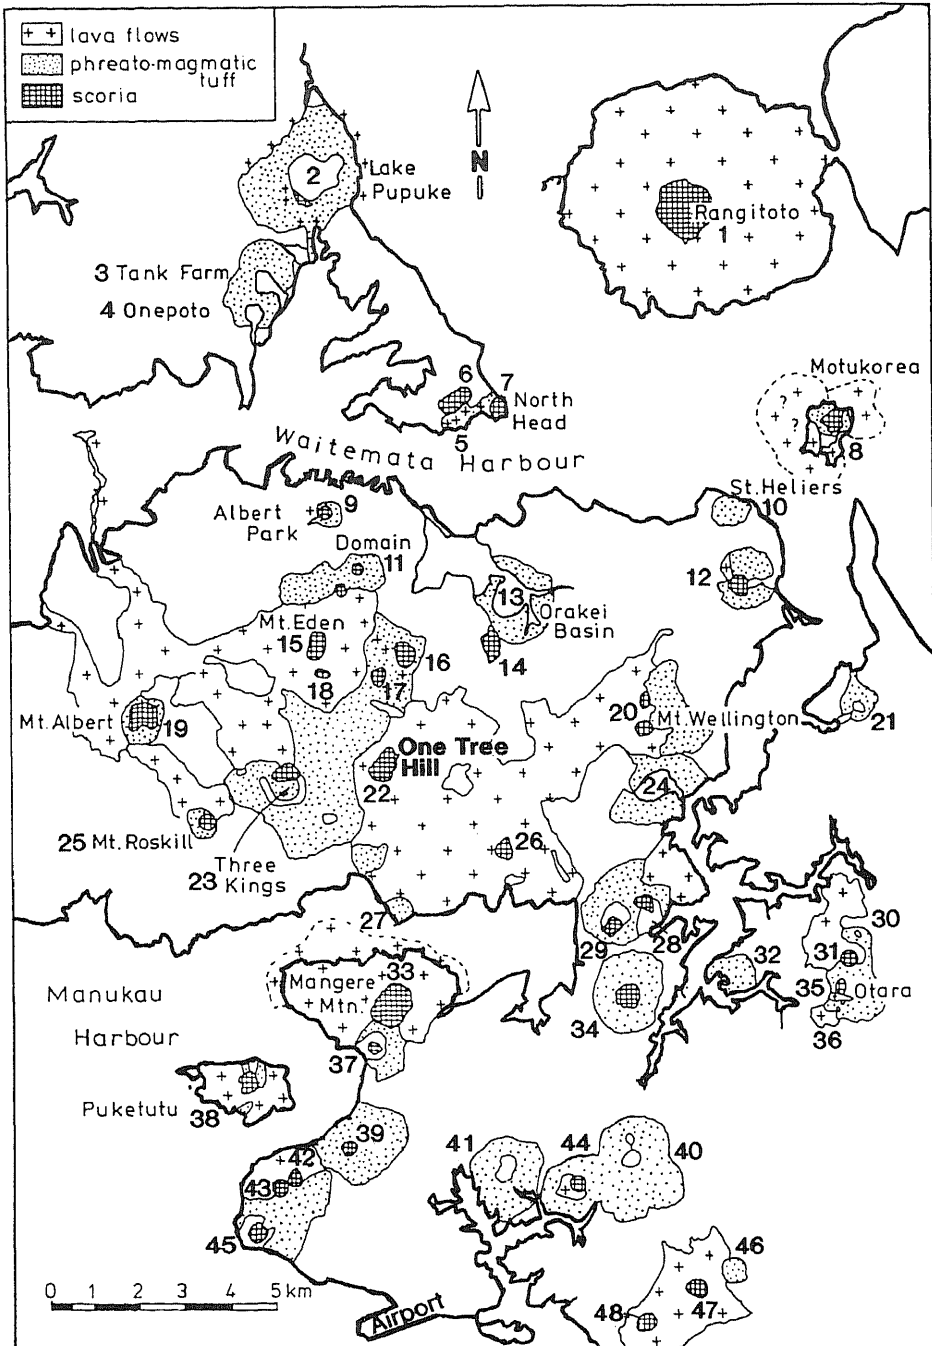 lava flows
phreato-magmatic
tuff
scoria
N
2
Lake
Pupuke
Rangitoto
1
3 Tank Farm
4 Onepoto
Motukorea
6
7
North
Head
5
?
?
8
Waitemata Harbour
St. Heliers
10
9
Albert
Park
Domain
11
12
13
Orakei
Basin
Mt. Eden
15
16
14
18
17
Mt. Albert
19
20
Mt. Wellington
21
One Tree
Hill
22
24
25 Mt. Roskill
26
Three
23 Kings
27
28
29
30
31
32
33
Mangere
Mtn.
Manukau
Harbour
35
Otara
34
36
37
Puketutu
38
39
41
44
40
42
43
45
46
47
48
0 1 2 3 4 5 km
Airport